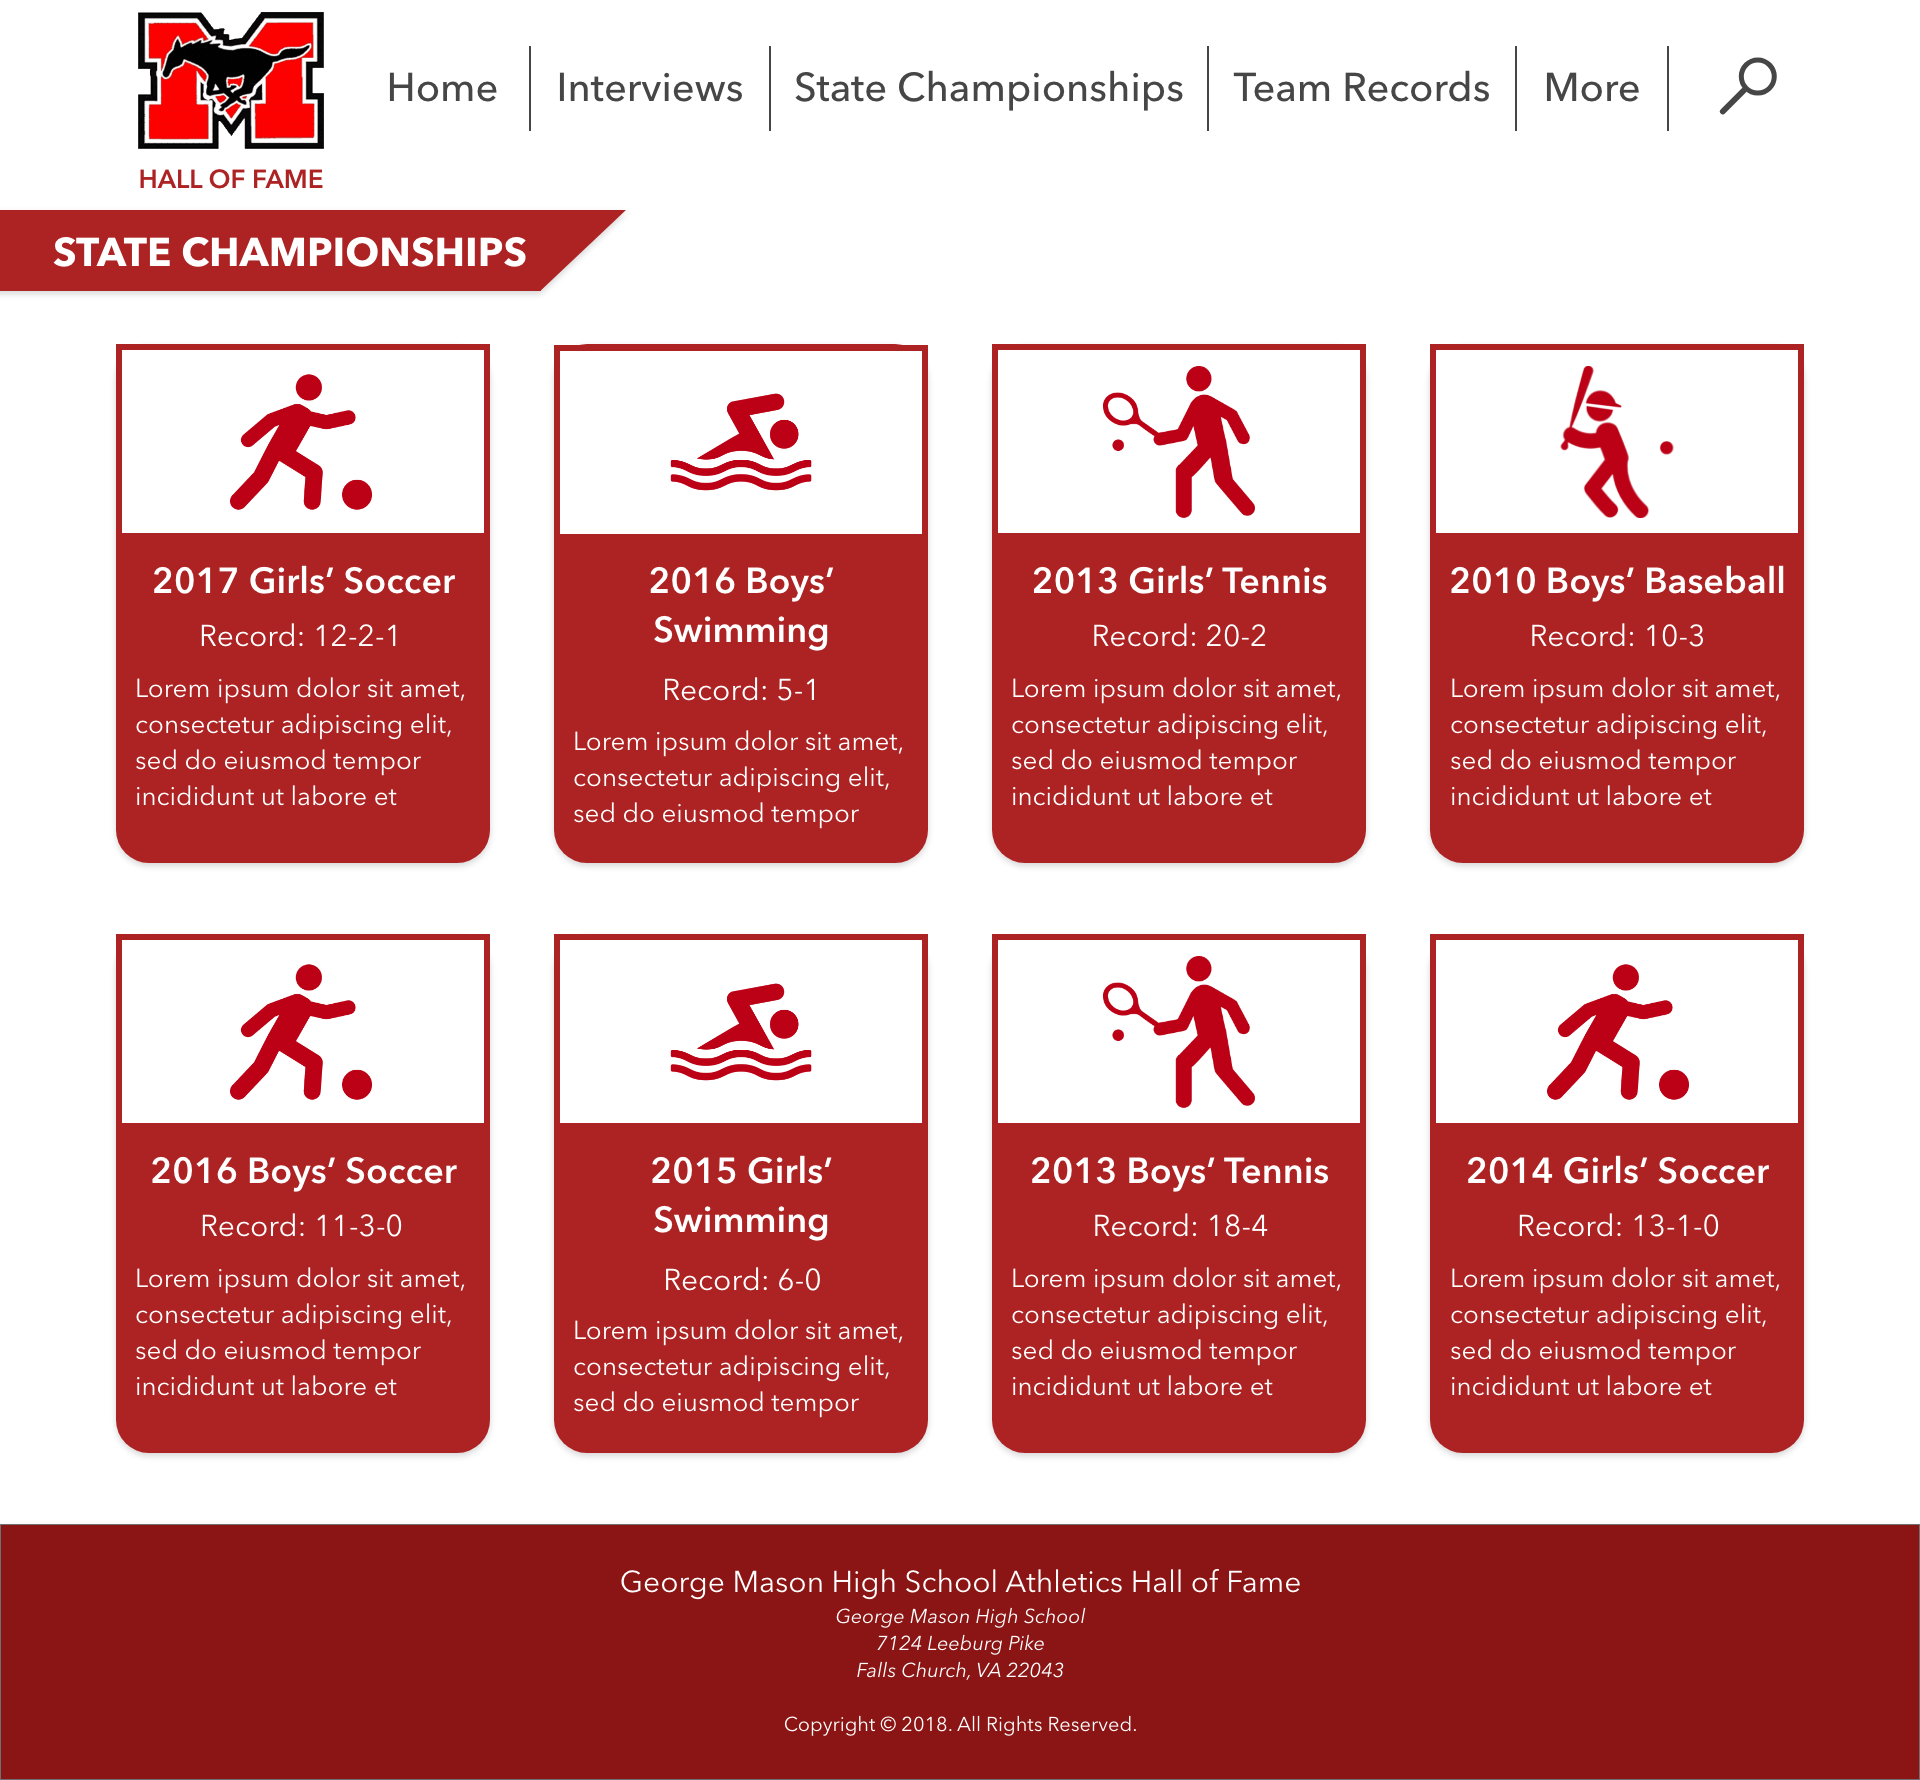 M
HALL OF FAME
Home
Interviews
State Championships
Team Records
More
STATE CHAMPIONSHIPS
2017 Girls’ Soccer
Record: 12-2-1
Lorem ipsum dolor sit amet,
consectetur adipiscing elit,
sed do eiusmod tempor
incididunt ut labore et
2016 Boys’
Swimming
Record: 5-1
Lorem ipsum dolor sit amet,
consectetur adipiscing elit,
sed do eiusmod tempor
2013 Girls’ Tennis
Record: 20-2
Lorem ipsum dolor sit amet,
consectetur adipiscing elit,
sed do eiusmod tempor
incididunt ut labore et
2010 Boys’ Baseball
Record: 10-3
Lorem ipsum dolor sit amet,
consectetur adipiscing elit,
sed do eiusmod tempor
incididunt ut labore et
2016 Boys’ Soccer
Record: 11-3-0
Lorem ipsum dolor sit amet,
consectetur adipiscing elit,
sed do eiusmod tempor
incididunt ut labore et
2015 Girls’
Swimming
Record: 6-0
Lorem ipsum dolor sit amet,
consectetur adipiscing elit,
sed do eiusmod tempor
2013 Boys’ Tennis
Record: 18-4
Lorem ipsum dolor sit amet,
consectetur adipiscing elit,
sed do eiusmod tempor
incididunt ut labore et
2014 Girls’ Soccer
Record: 13-1-0
Lorem ipsum dolor sit amet,
consectetur adipiscing elit,
sed do eiusmod tempor
incididunt ut labore et
George Mason High School Athletics Hall of Fame
George Mason High School
7124 Leeburg Pike
Falls Church, VA 22043
Copyright © 2018. All Rights Reserved.